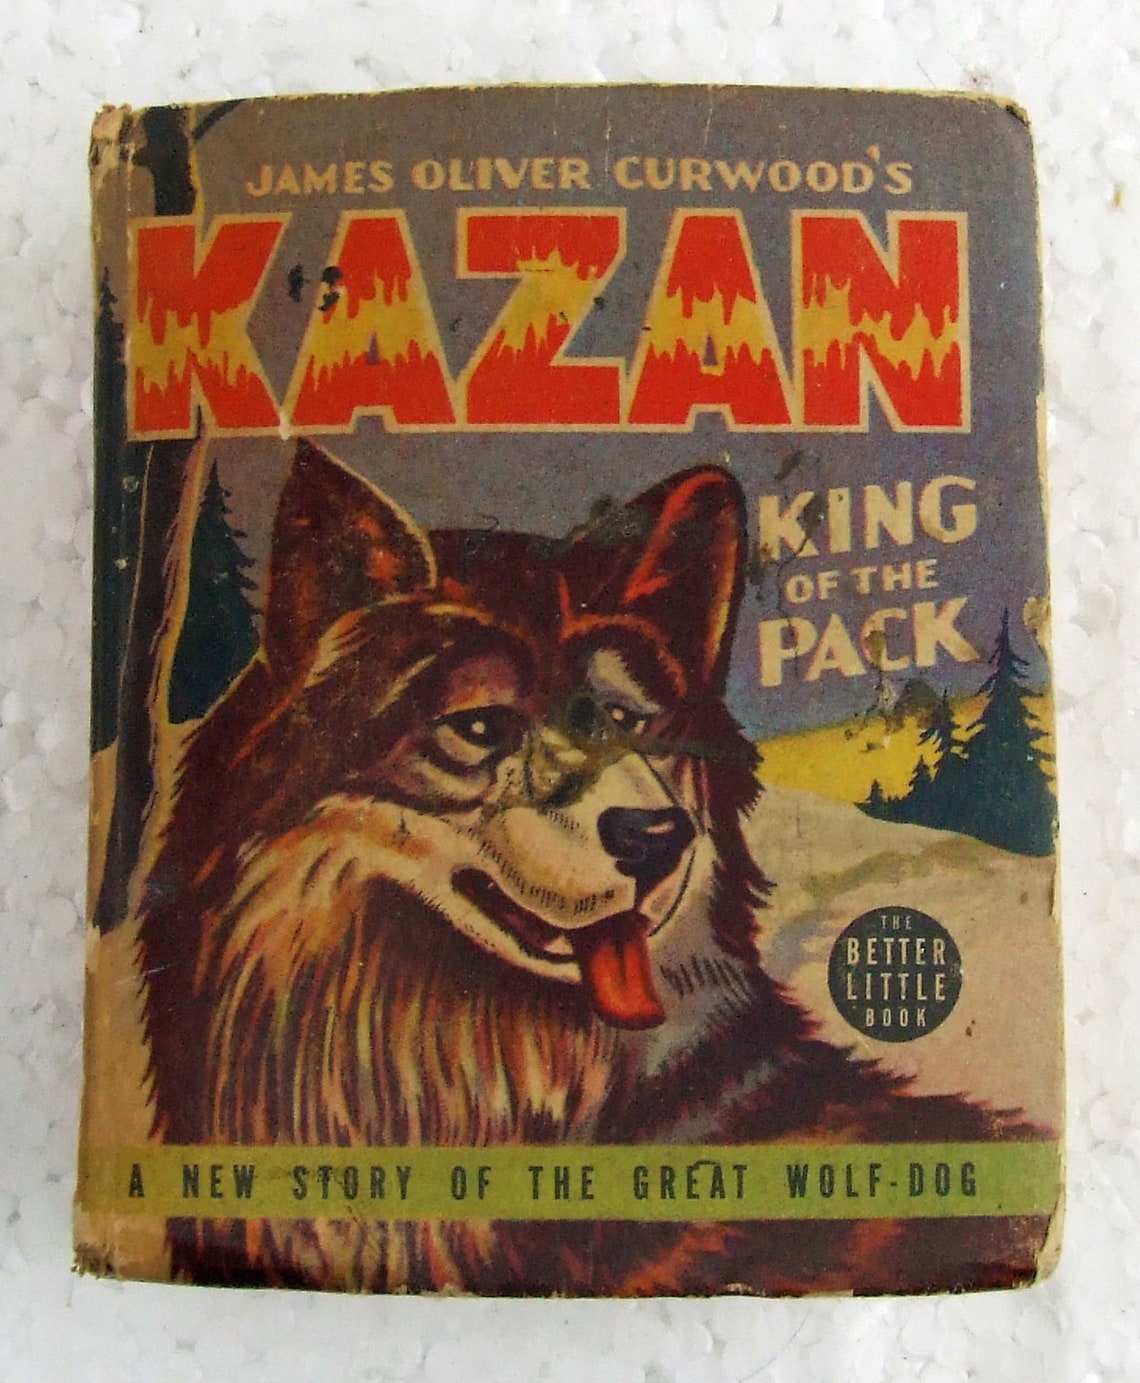 JAMES OLIVER CURWOOD'S
KAZAN
KING
OF THE
PACK
THE
BETTER
LITTLE
BOOK
A NEW STORY OF THE GREAT WOLF-DOG